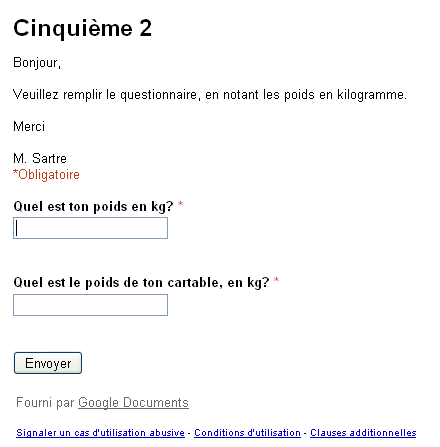 Cinquième 2
Bonjour,
Veuillez remplir le questionnaire, en notant les poids en kilogramme.
Merci
M. Sartre
*Obligatoire
Quel est ton poids en kg? *
Quel est le poids de ton cartable, en kg? *
Envoyer
Fourni par Google Documents
Signaler un cas d'utilisation abusive - Conditions d'utilisation - Clauses additionnelles